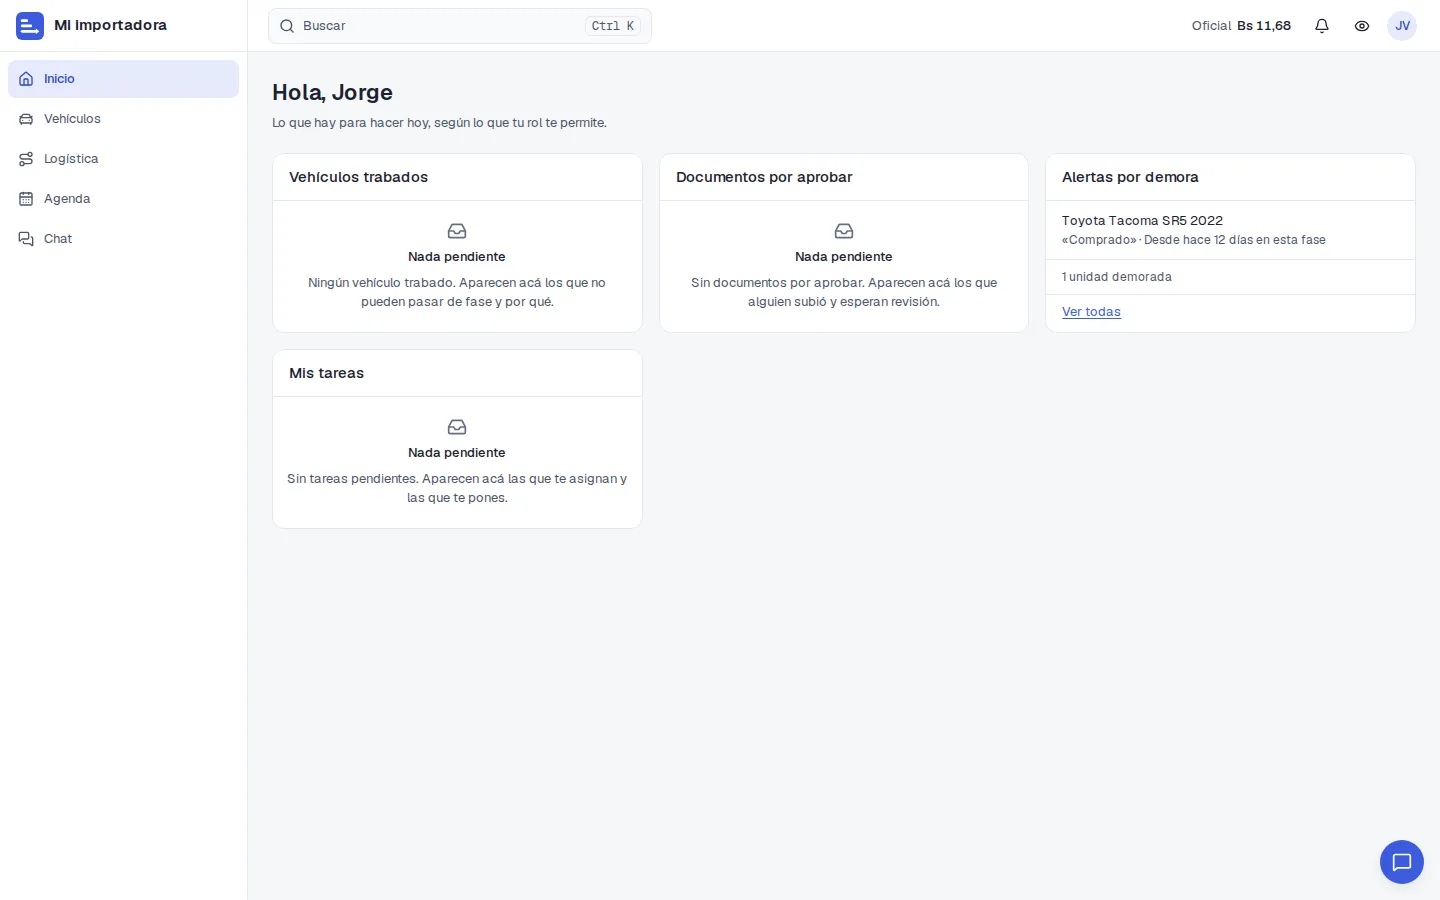 Mi Importadora
Buscar
Ctrl K
Oficial Bs 11,68
JV
Inicio
Vehículos
Logística
Agenda
Chat
Hola, Jorge
Lo que hay para hacer hoy, según lo que tu rol te permite.
Vehículos trabados
Nada pendiente
Ningún vehículo trabado. Aparecen acá los que no
pueden pasar de fase y por qué.
Documentos por aprobar
Nada pendiente
Sin documentos por aprobar. Aparecen acá los que
alguien subió y esperan revisión.
Alertas por demora
Toyota Tacoma SR5 2022
«Comprado» · Desde hace 12 días en esta fase
1 unidad demorada
Ver todas
Mis tareas
Nada pendiente
Sin tareas pendientes. Aparecen acá las que te asignan y
las que te pones.